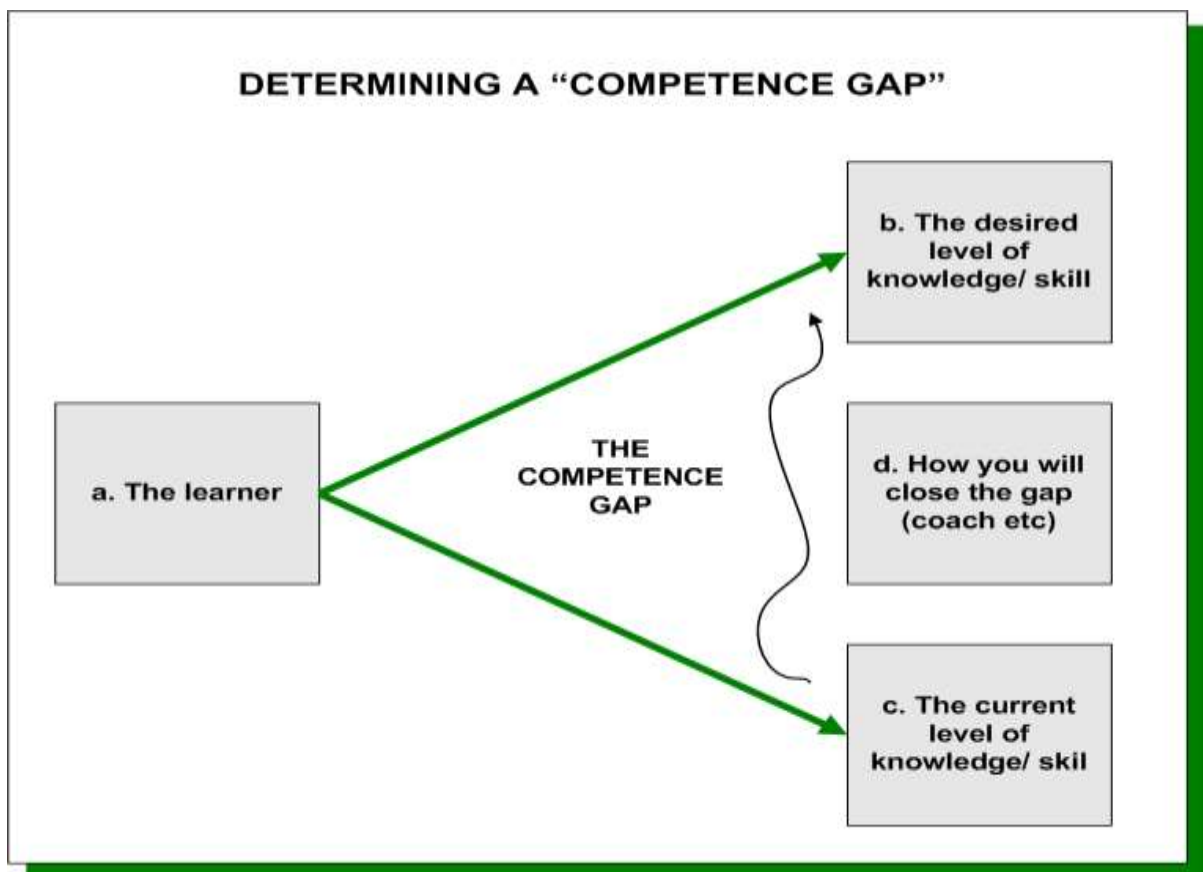 DETERMINING A “COMPETENCE GAP”
b. The desired
level of
knowledge/ skill
a. The learner
THE
COMPETENCE
GAP
d. How you will
close the gap
(coach etc)
c. The current
level of
knowledge/ skil